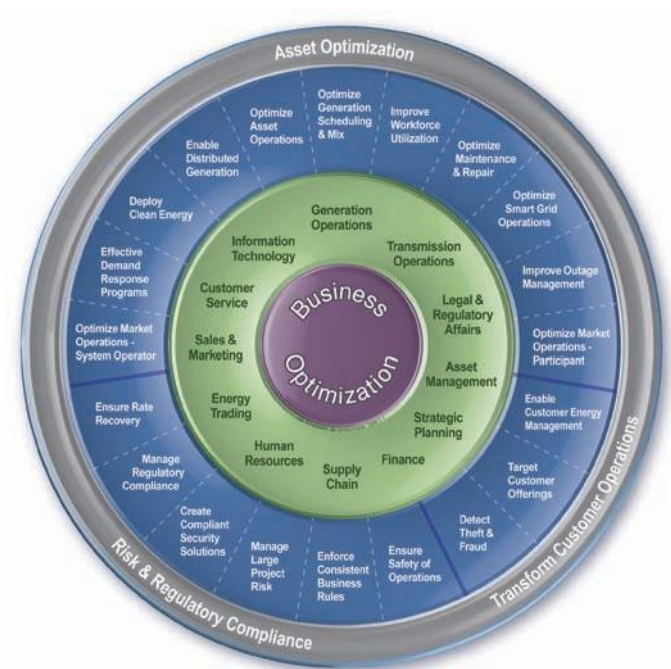 Asset Optimization
Optimize
Generation
Scheduling
& Mix
Improve
Workforce
Utilization
Optimize
Maintenance
& Repair
Optimize
Smart Grid
Operations
Improve Outage
Management
Optimize Market
Operations -
Participant
Enable
Customer Energy
Management
Target
Customer
Offerings
Detect
Theft &
Fraud
Transform Customer Operations
Ensure
Safety of
Operations
Enforce
Consistent
Business
Rules
Manage
Large
Project
Risk
Create
Compliant
Security
Solutions
Manage
Regulatory
Compliance
Ensure Rate
Recovery
Risk & Regulatory Compliance
Optimize Market
Operations -
System Operator
Effective
Demand
Response
Programs
Deploy
Clean Energy
Enable
Distributed
Generation
Optimize
Asset
Operations
Generation
Operations
Transmission
Operations
Legal &
Regulatory
Affairs
Asset
Management
Strategic
Planning
Finance
Supply
Chain
Human
Resources
Energy
Trading
Sales &
Marketing
Customer
Service
Information
Technology
Business
Optimization